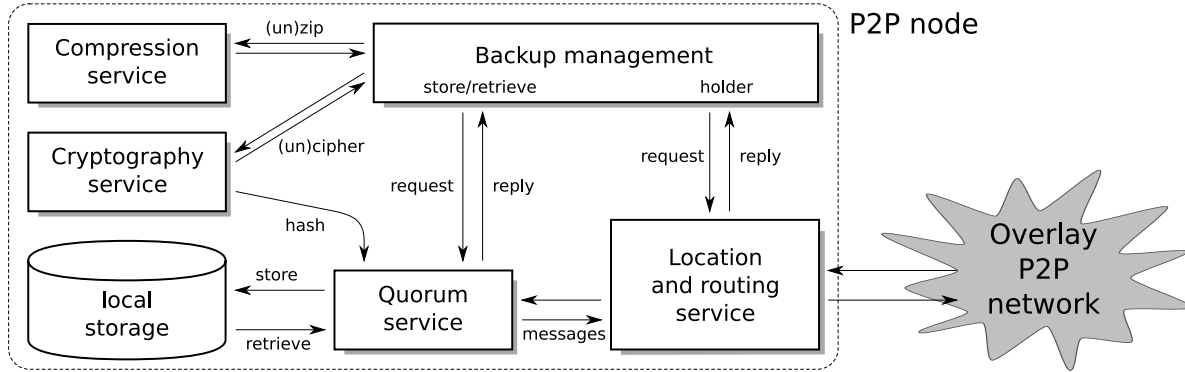 P2P node
Compression
service
(un)zip
Backup management
store/retrieve
holder
Cryptography
service
(un)cipher
request
reply
request
reply
hash
local
storage
store
retrieve
Quorum
service
messages
Location
and routing
service
Overlay
P2P
network